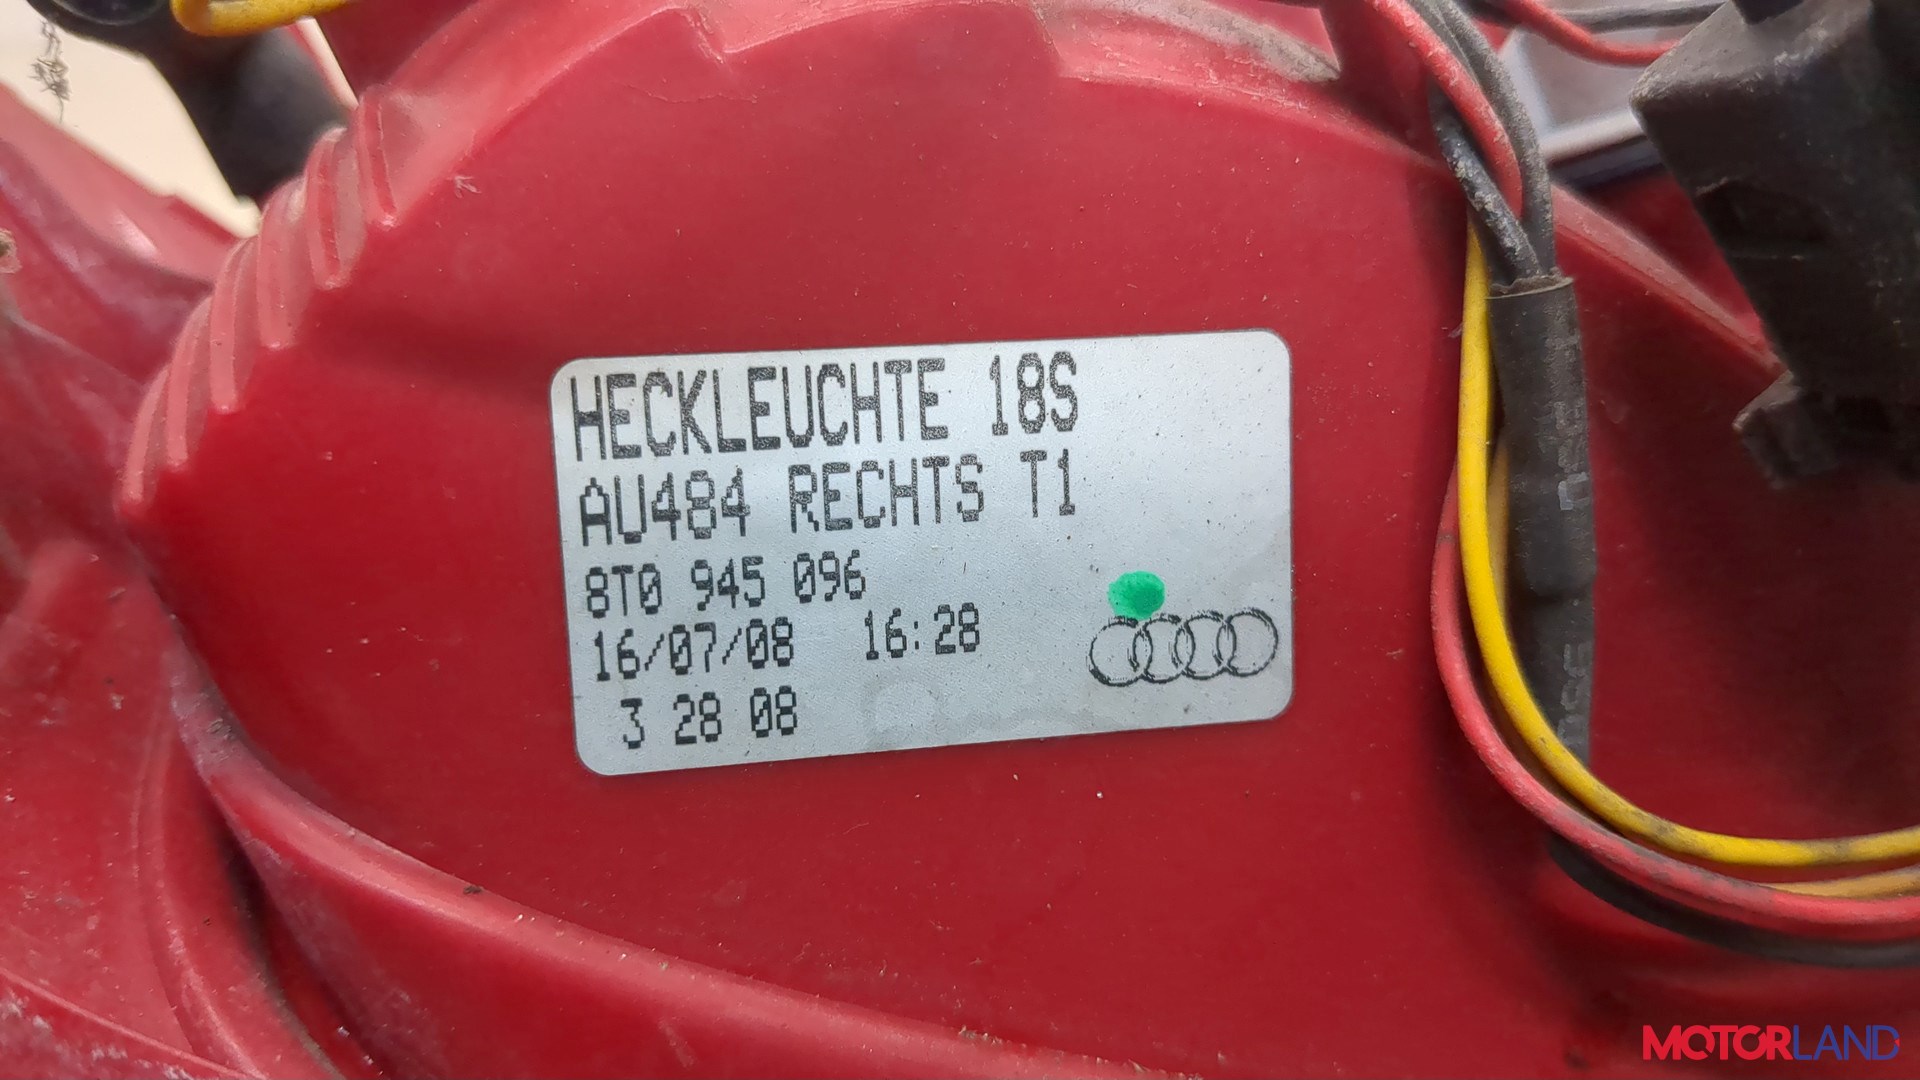 HECKLEUCHTE 18S
AU484 RECHTS T1
8T0 945 096
16/07/08 16:28
3 28 08
MOTORLAND